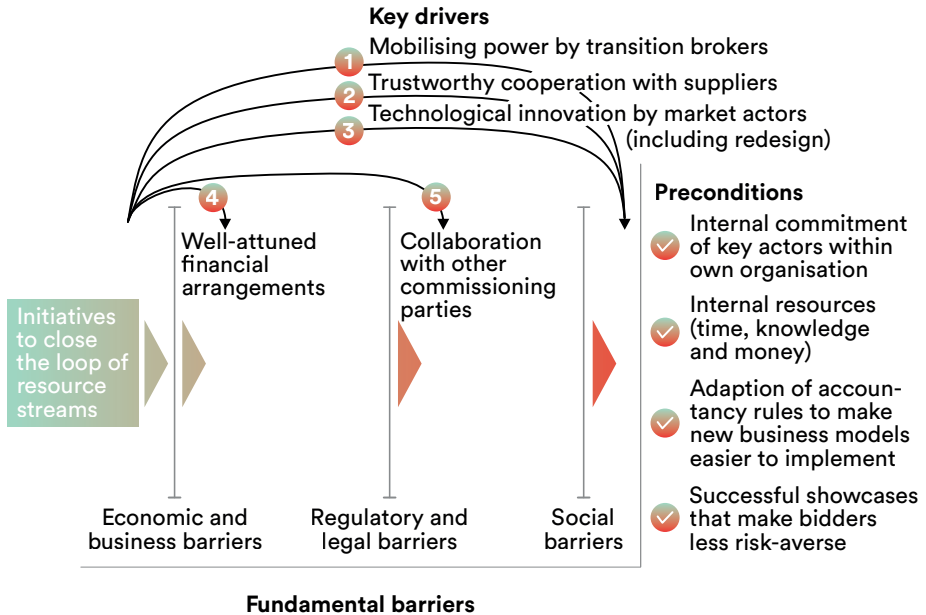 Key drivers
1 Mobilising power by transition brokers
2 Trustworthy cooperation with suppliers
3 Technological innovation by market actors
(including redesign)
4
Well-attuned
financial
arrangements
5
Collaboration
with other
commissioning
parties
Initiatives
to close
the loop of
resource
streams
Economic and
business barriers
Regulatory and
legal barriers
Social
barriers
Fundamental barriers
Preconditions
Internal commitment
of key actors within
own organisation
Internal resources
(time, knowledge
and money)
Adaption of accoun-
tancy rules to make
new business models
easier to implement
Successful showcases
that make bidders
less risk-averse